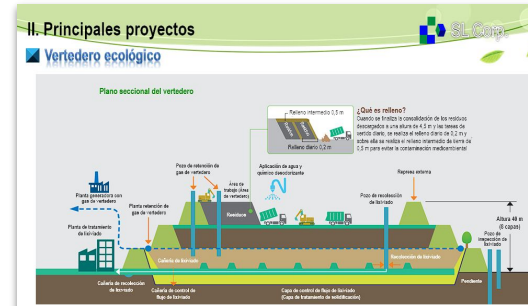 II. Principales proyectos
SL Corp.
Vertedero ecológico
Plano seccional del vertedero
Relleno intermedio 0,5 m
Relleno diario 0,2 m
¿Qué es relleno?
Cuando se finaliza la consolidación de los residuos
descargados a una altura de 4,5 m y las tareas de
vertido diario, se realiza el relleno diario de 0,2 m y
sobre ella se realiza el relleno intermedio de tierra de
0,5 m para evitar la contaminación medioambiental
Pozo de retención de
gas de vertedero
Aplicación de agua y
químico desodorizante
Represa externa
Planta generadora con
gas de vertedero
Área de
trabajo (Área
de vertedero)
Pozo de recolección
de lixiviado
Planta retención de
gas de vertedero
Residuos
Altura 40 m
(8 capas)
Planta de tratamiento
de lixiviado
Pozo de
inspección de
lixiviado
Cañería de lixiviado
Recolección de lixiviado
Cañería de recolección
de lixiviado
Cañería de control de
flujo de lixiviado
Capa de control de flujo de lixiviado
(Capa de tratamiento de solidificación)
Pendiente